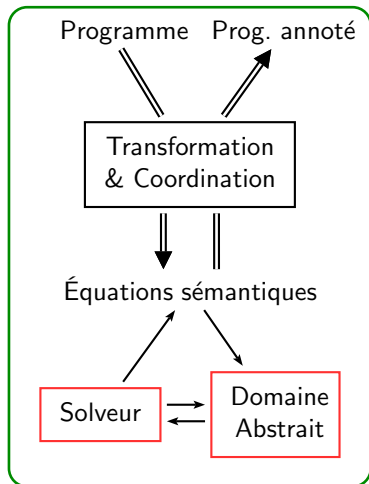 Programme Prog. annoté
Transformation
& Coordination
Équations sémantiques
Solveur
Domaine
Abstrait